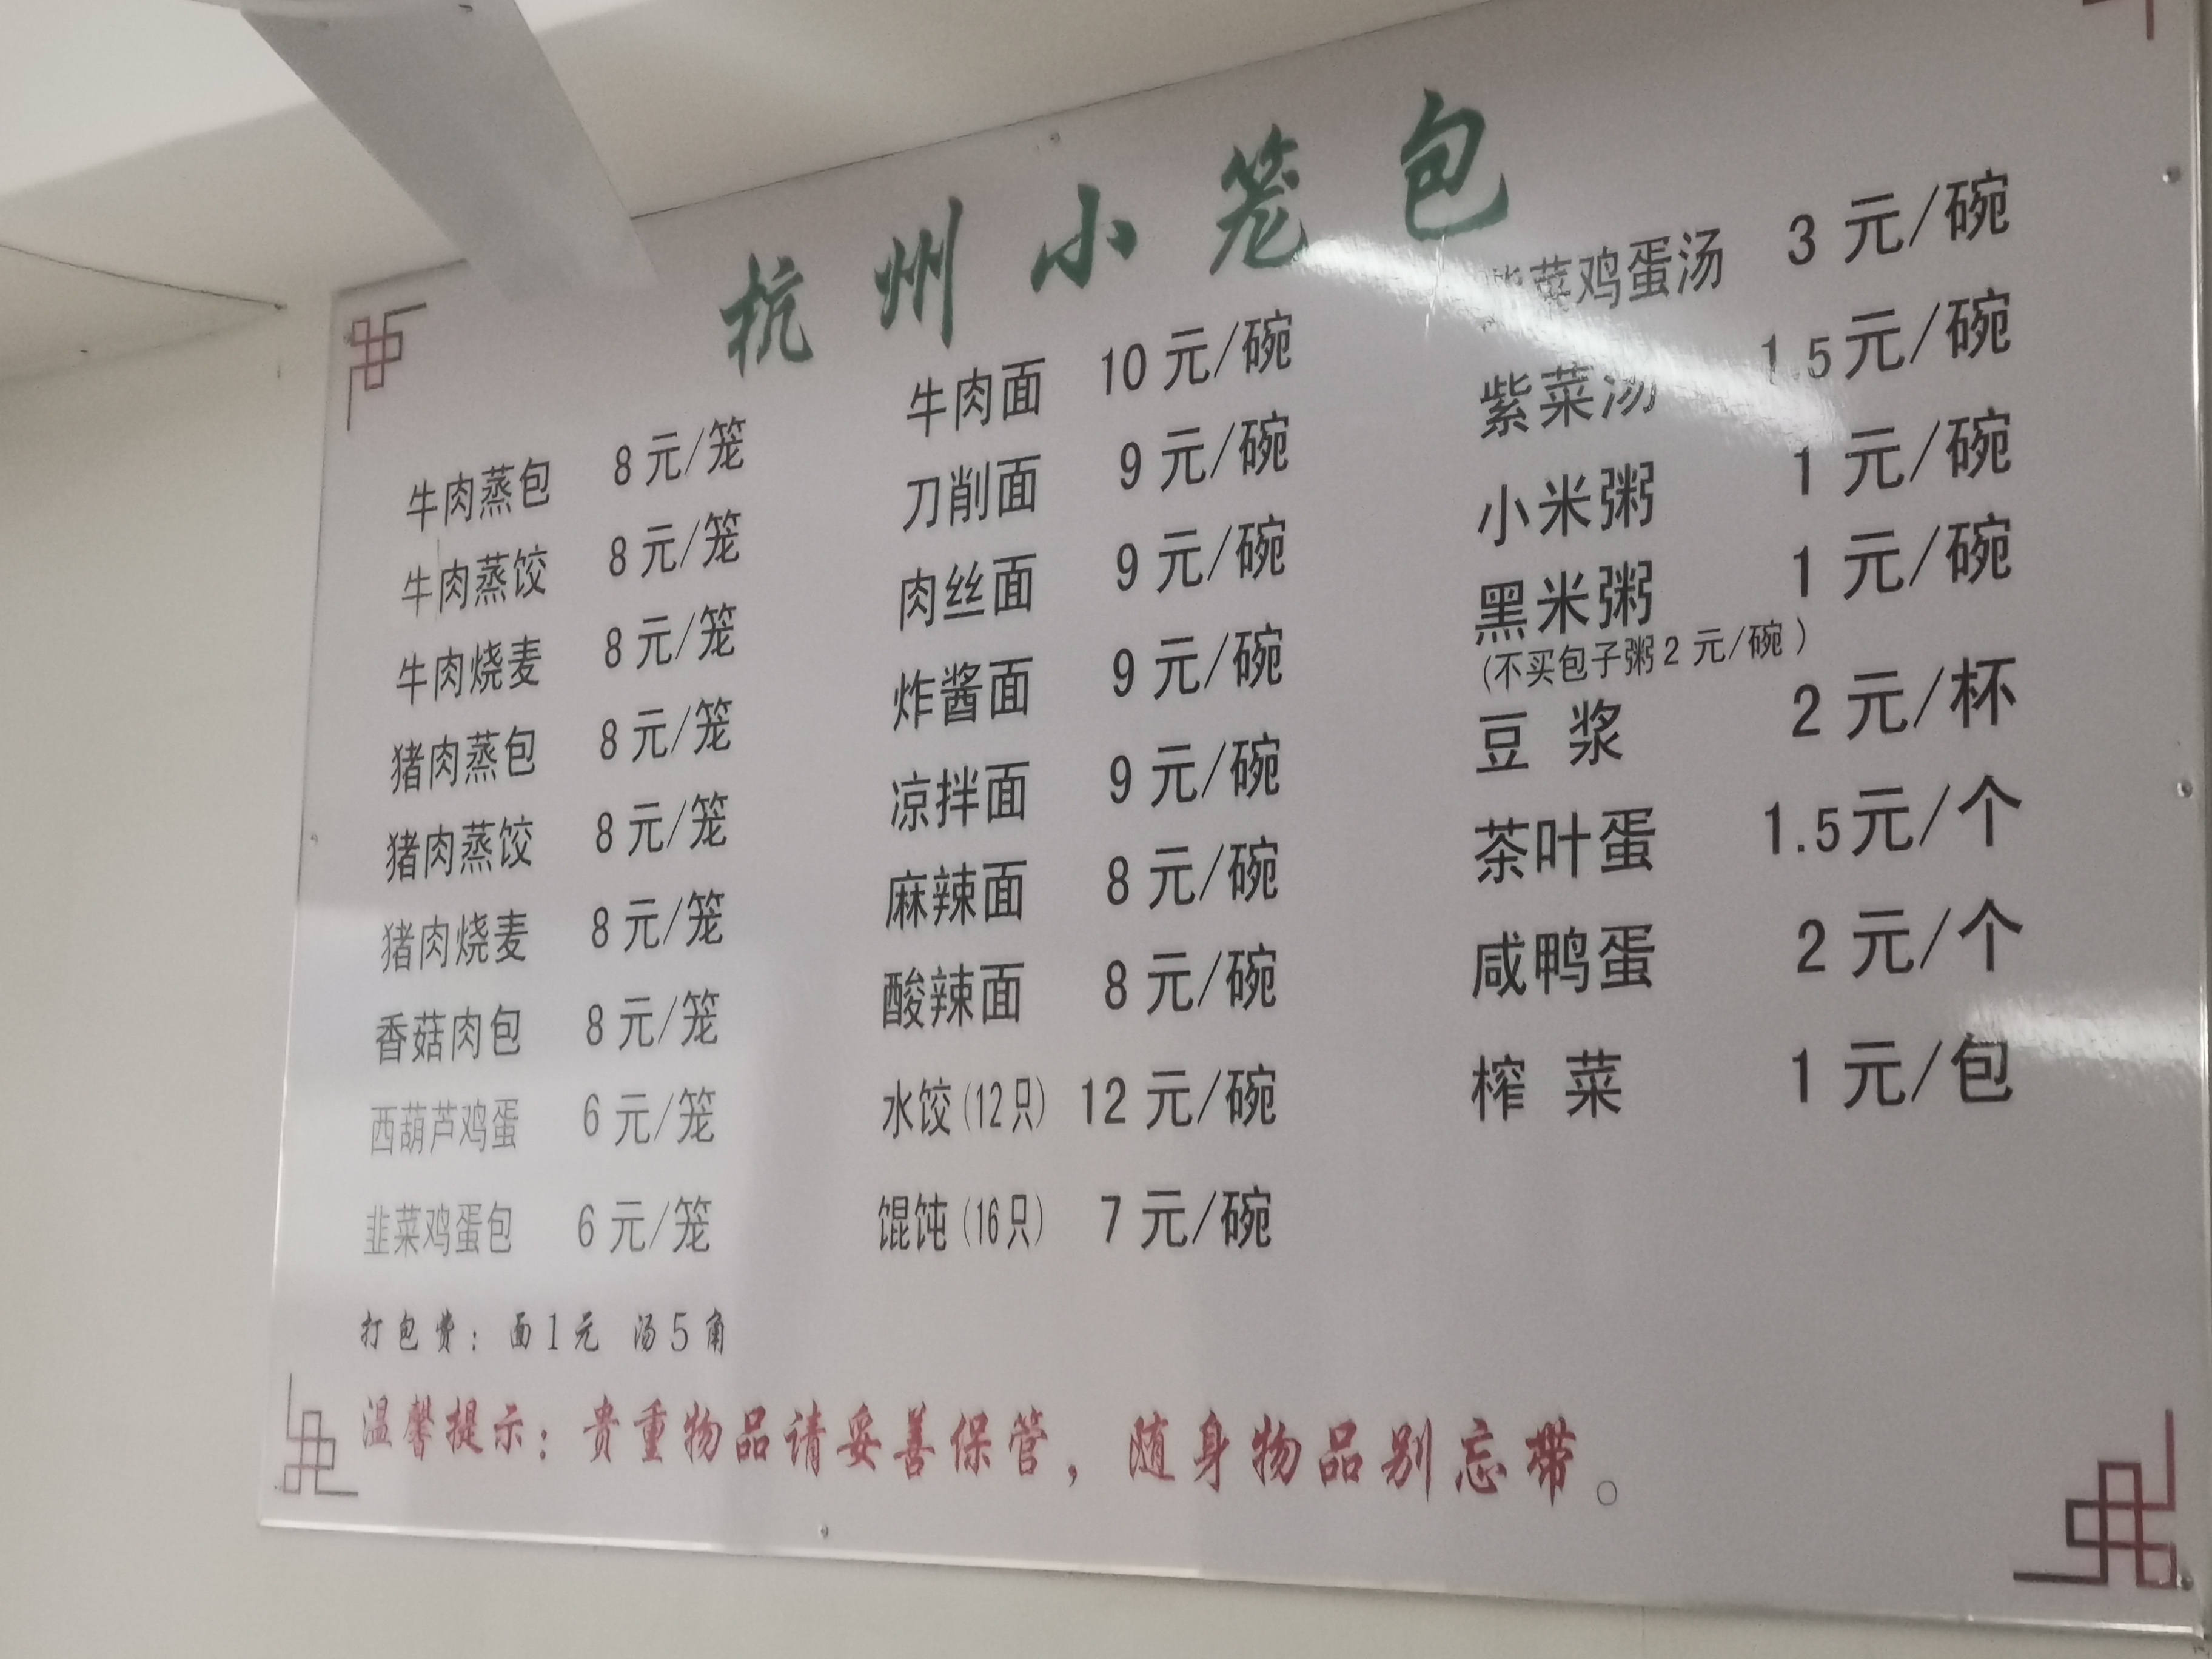 杭州小笼包
牛肉蒸包 8元/笼
牛肉蒸饺 8元/笼
牛肉烧麦 8元/笼
猪肉蒸包 8元/笼
猪肉蒸饺 8元/笼
猪肉烧麦 8元/笼
香菇肉包 8元/笼
西葫芦鸡蛋 6元/笼
韭菜鸡蛋包 6元/笼
牛肉面 10元/碗
刀削面 9元/碗
肉丝面 9元/碗
炸酱面 9元/碗
凉拌面 9元/碗
麻辣面 8元/碗
酸辣面 8元/碗
水饺(12只) 12元/碗
馄饨(16只) 7元/碗
紫菜鸡蛋汤 3元/碗
紫菜汤 1.5元/碗
小米粥 1元/碗
黑米粥 1元/碗
(不买包子粥2元/碗)
豆浆 2元/杯
茶叶蛋 1.5元/个
咸鸭蛋 2元/个
榨菜 1元/包
打包费：面1元 汤5角
温馨提示：贵重物品请妥善保管，随身物品别忘带。